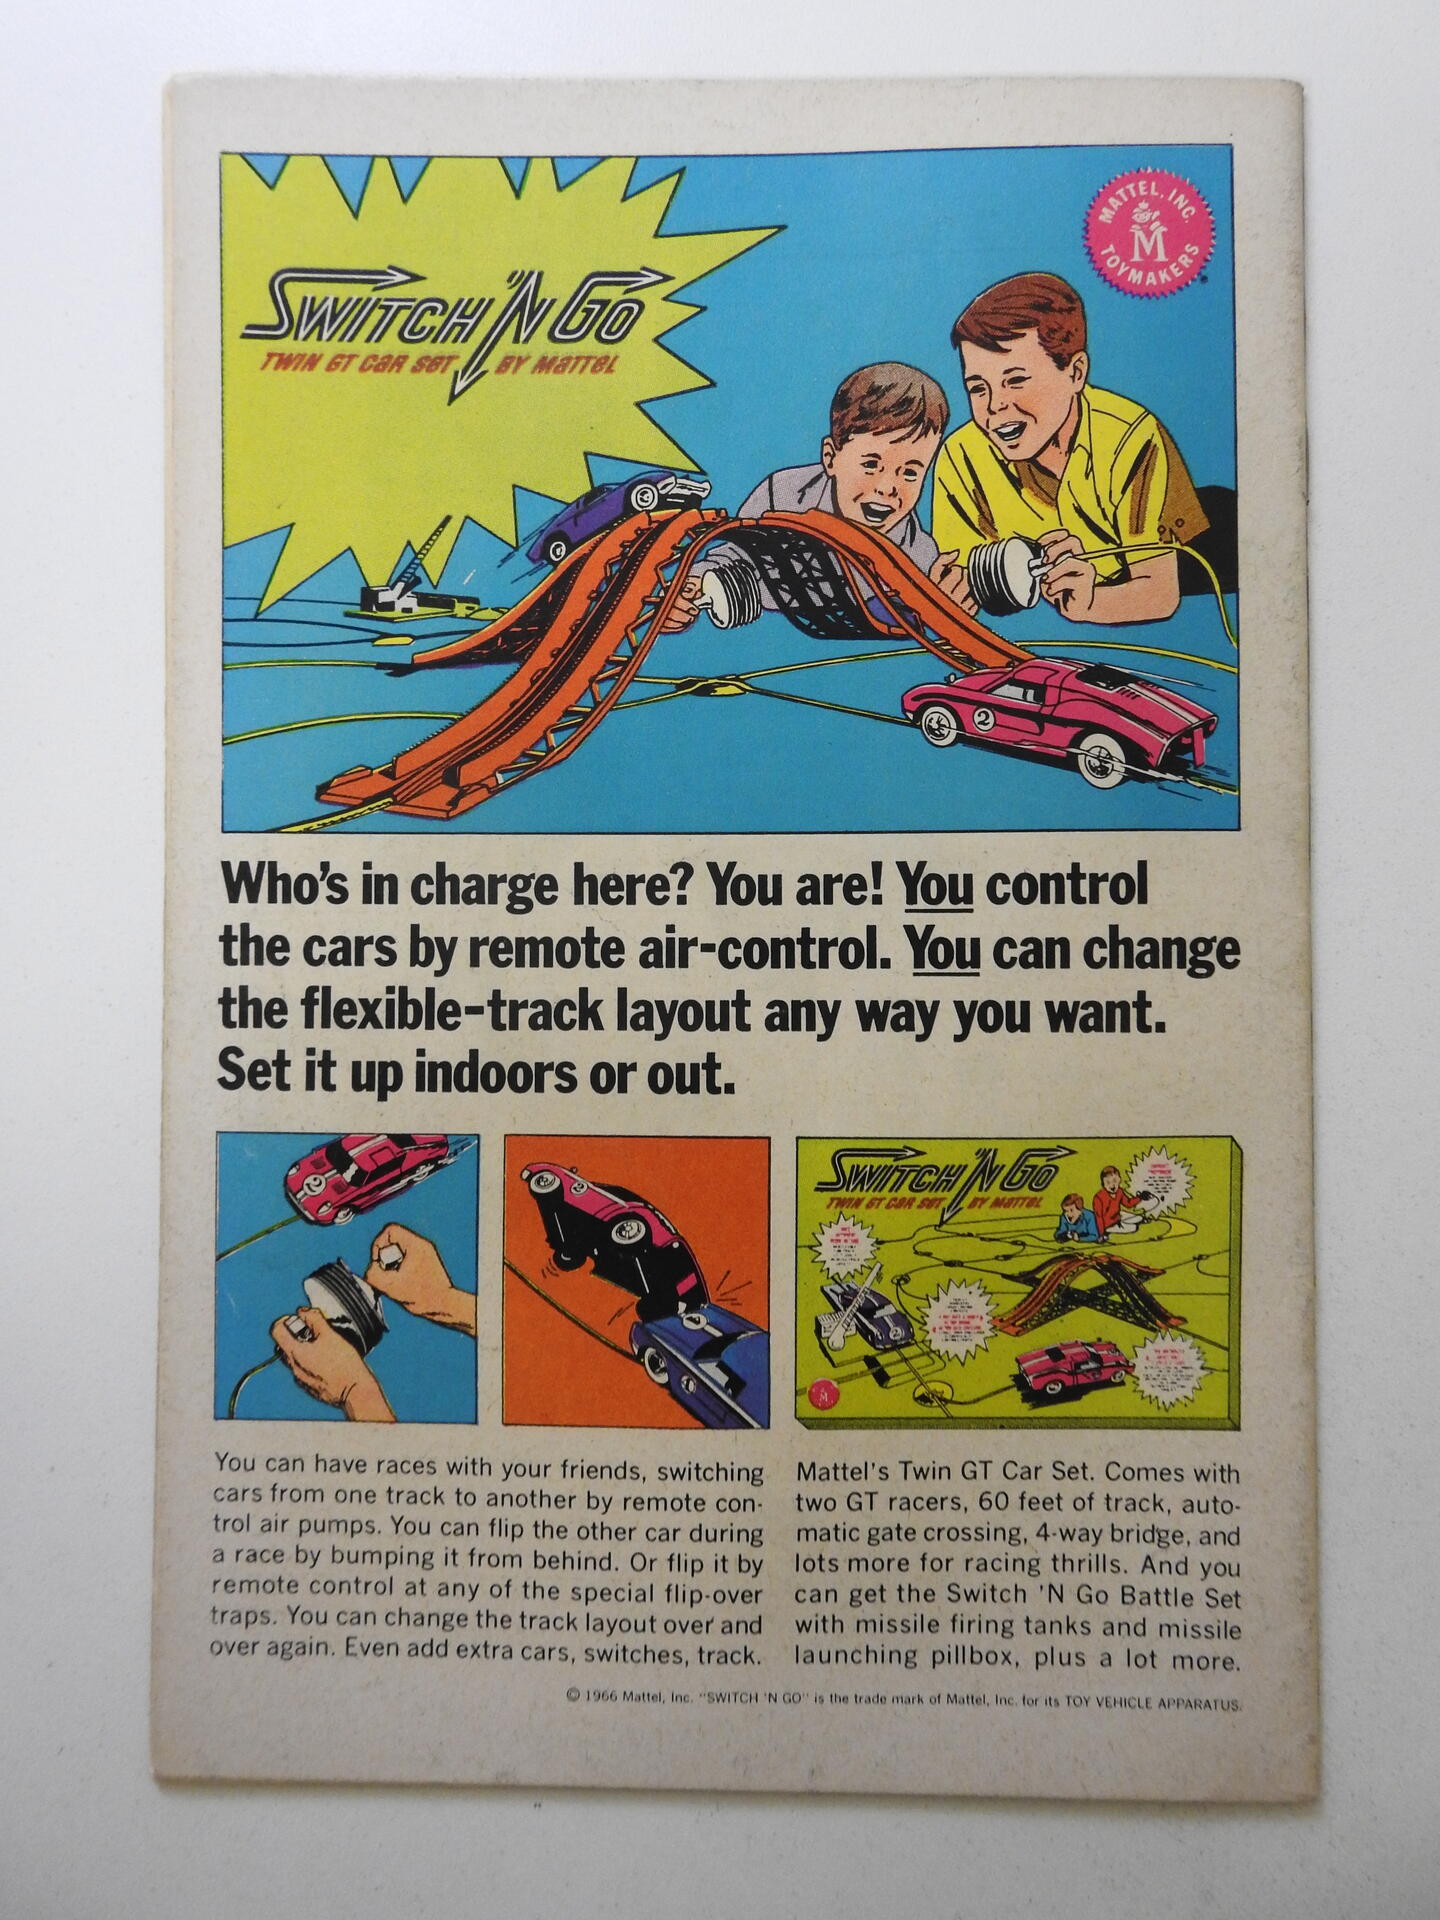 MATTEL, INC.
M
TOYMAKERS
SWITCH 'N GO
TWIN GT CAR SET BY MATTEL
2
Who's in charge here? You are! You control
the cars by remote air-control. You can change
the flexible-track layout any way you want.
Set it up indoors or out.
2
2
SWITCH 'N GO
TWIN GT CAR SET BY MATTEL
M
You can have races with your friends, switching
cars from one track to another by remote con-
trol air pumps. You can flip the other car during
a race by bumping it from behind. Or flip it by
remote control at any of the special flip-over
traps. You can change the track layout over and
over again. Even add extra cars, switches, track.
Mattel's Twin GT Car Set. Comes with
two GT racers, 60 feet of track, auto-
matic gate crossing, 4-way bridge, and
lots more for racing thrills. And you
can get the Switch 'N Go Battle Set
with missile firing tanks and missile
launching pillbox, plus a lot more.
© 1966 Mattel, Inc. "SWITCH 'N GO" is the trade mark of Mattel, Inc. for its TOY VEHICLE APPARATUS.